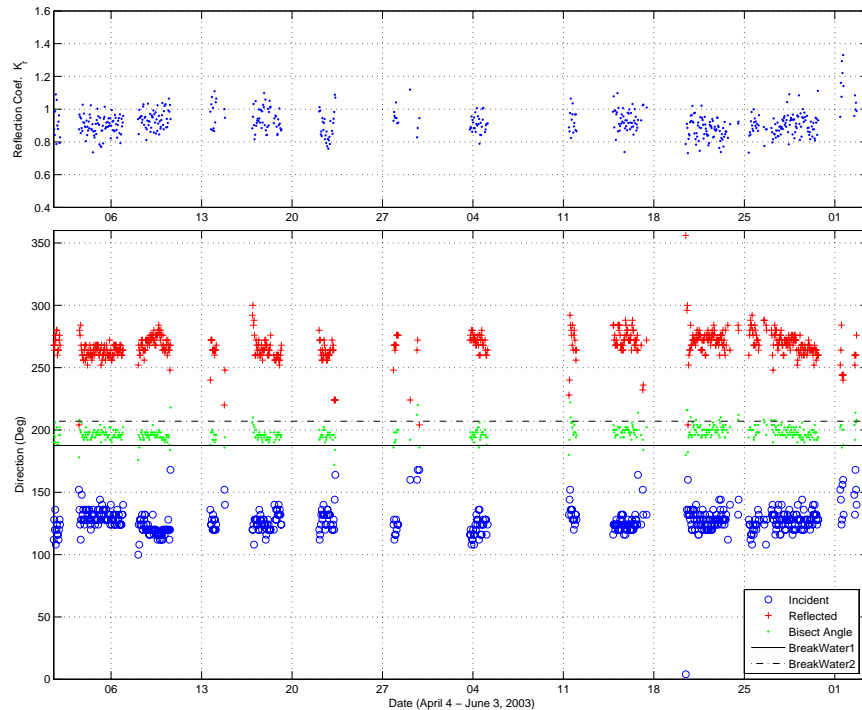 1.6
1.4
1.2
1
0.8
0.6
0.4
Reflection Coef. K_r
06 13 20 27 04 11 18 25 01
350
300
250
200
150
100
50
0
Direction (Deg)
Incident
Reflected
Bisect Angle
BreakWater1
BreakWater2
06 13 20 27 04 11 18 25 01
Date (April 4 − June 3, 2003)